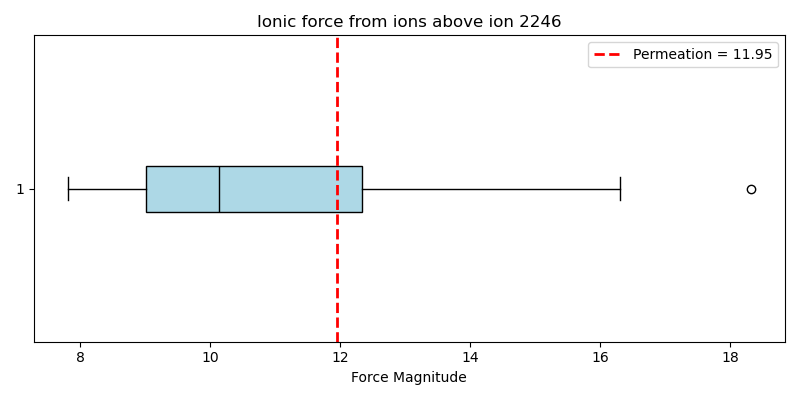 Ionic force from ions above ion 2246
Permeation = 11.95
1
8 10 12 14 16 18
Force Magnitude